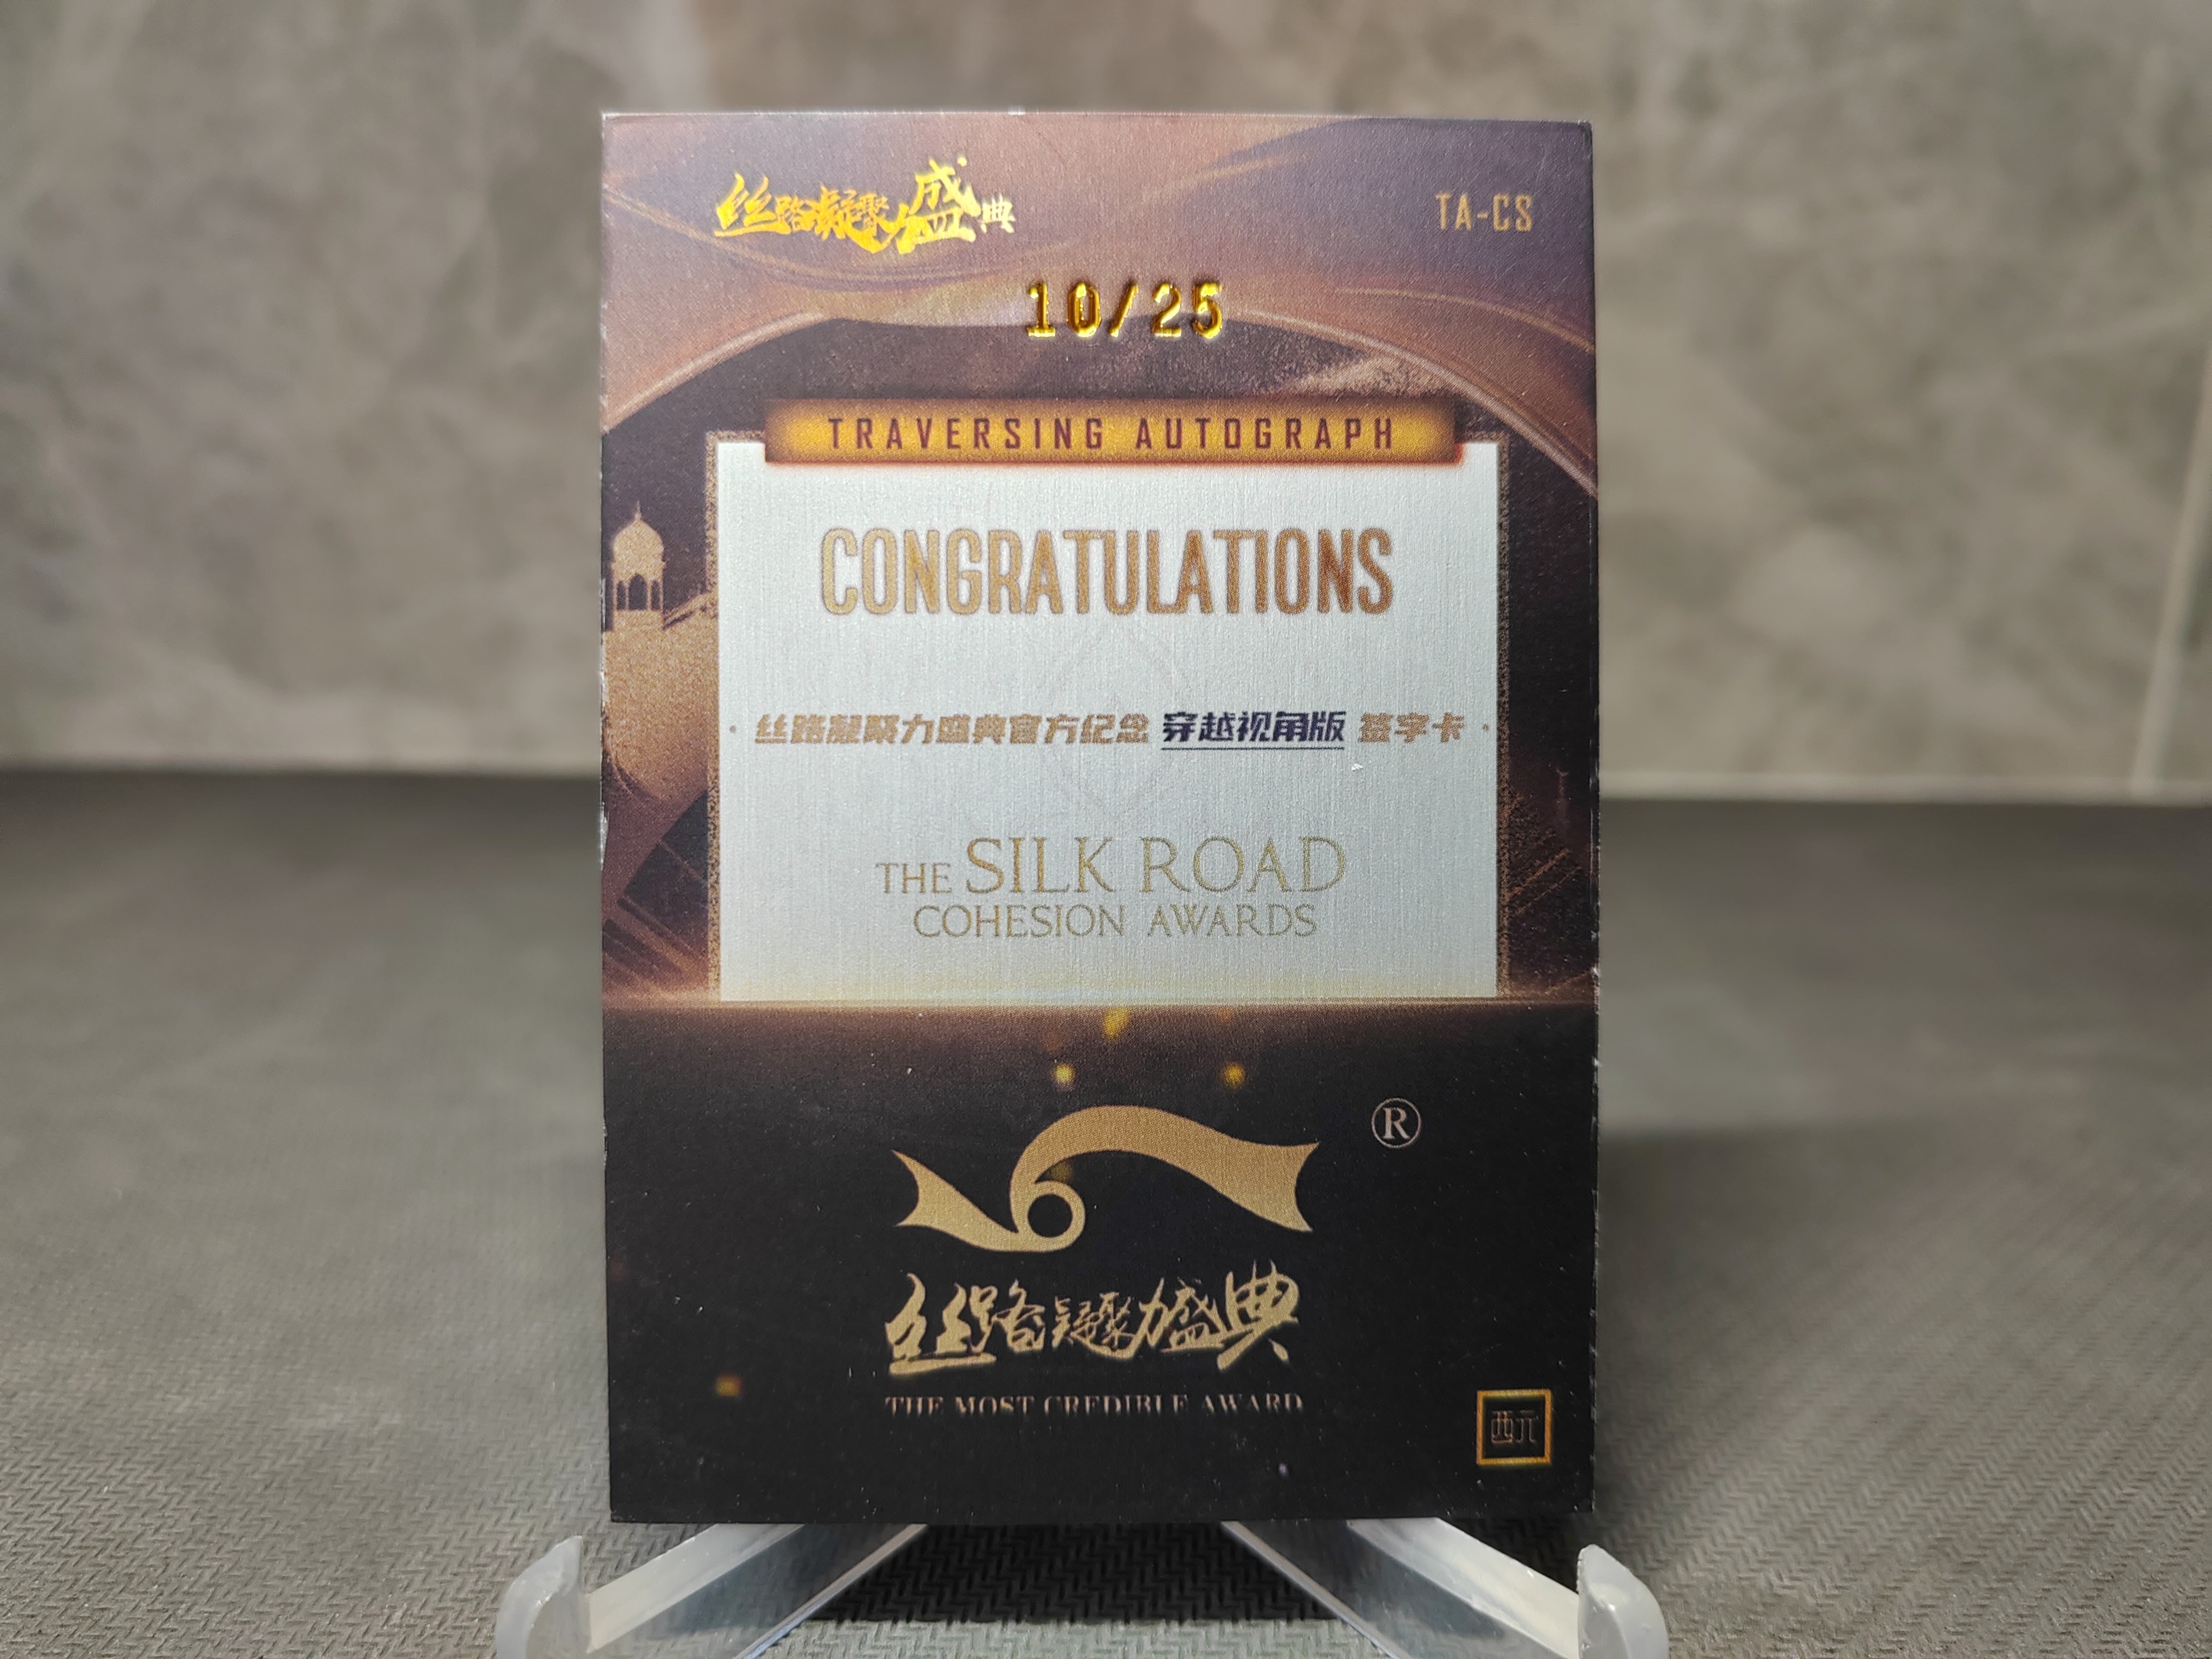 丝路凝聚力盛典
TA-CS
10/25
TRAVERSING AUTOGRAPH
CONGRATULATIONS
· 丝路凝聚力盛典官方纪念 穿越视角版 签字卡 ·
THE SILK ROAD
COHESION AWARDS
®
丝路凝聚力盛典
THE MOST CREDIBLE AWARD
西元